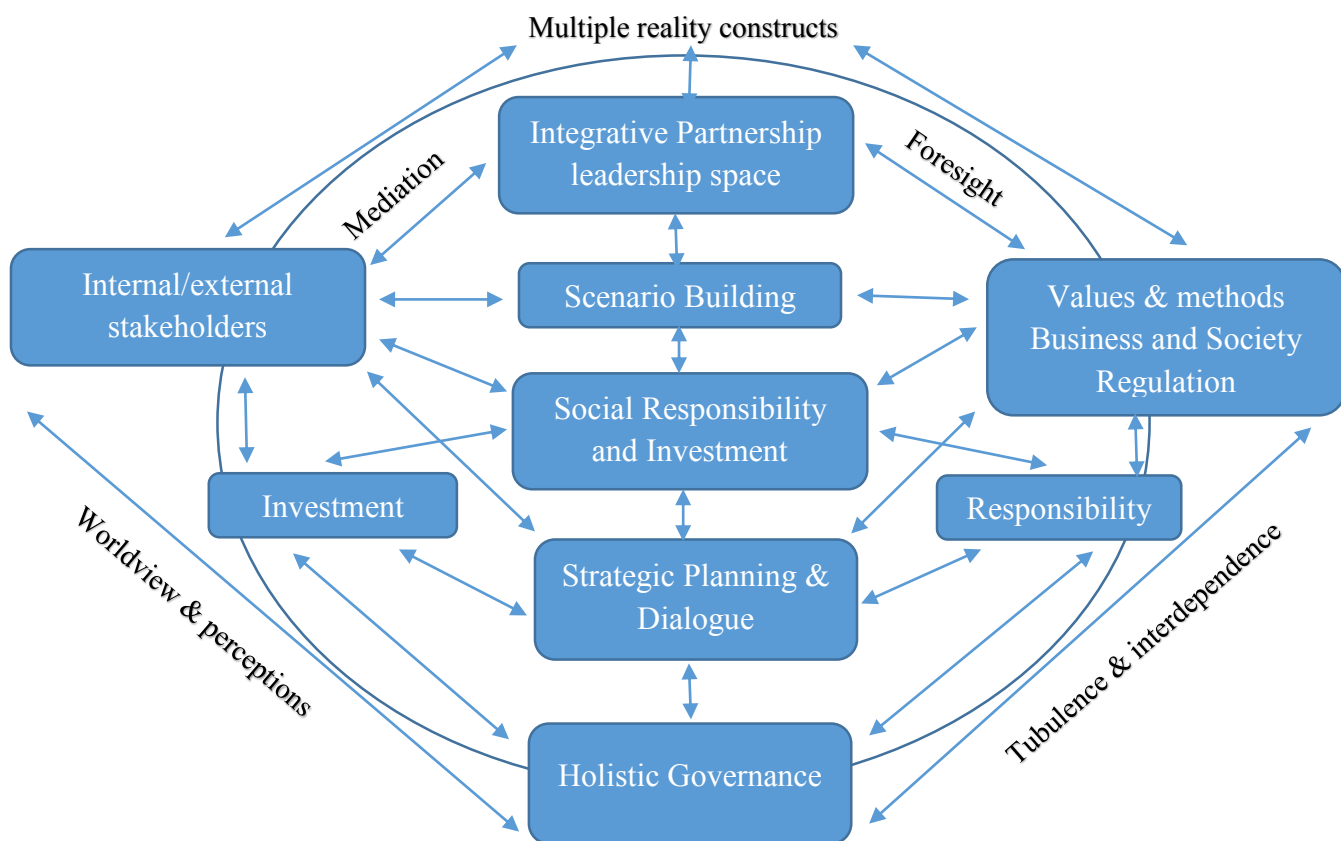 Multiple reality constructs
Integrative Partnership
leadership space
Mediation
Foresight
Internal/external
stakeholders
Scenario Building
Values & methods
Business and Society
Regulation
Social Responsibility
and Investment
Investment
Responsibility
Strategic Planning &
Dialogue
Worldview & perceptions
Tubulence & interdependence
Holistic Governance